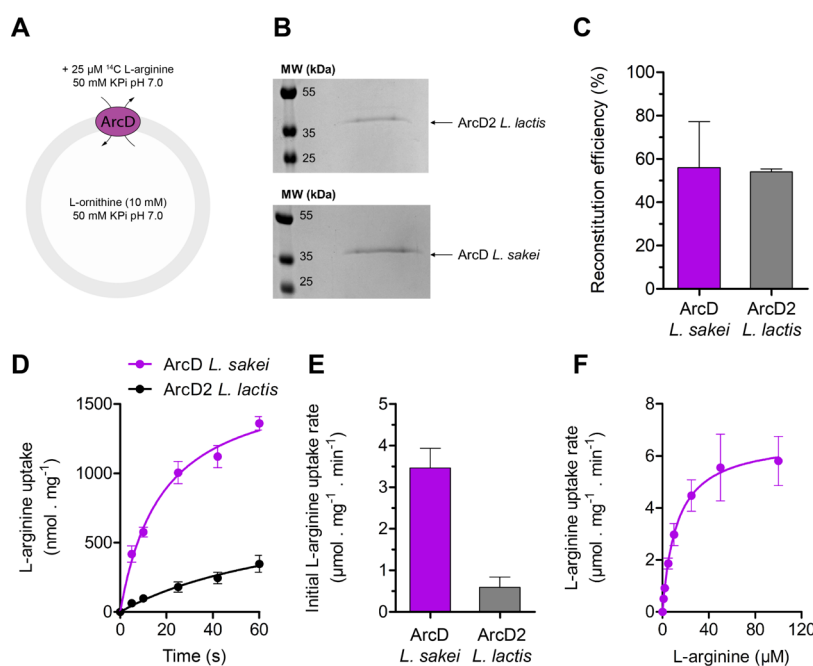 A
+ 25 µM ¹⁴C L-arginine
50 mM KPi pH 7.0
ArcD
L-ornithine (10 mM)
50 mM KPi pH 7.0
B
MW (kDa)
55
35
25
ArcD2 L. lactis
MW (kDa)
55
35
25
ArcD L. sakei
C
Reconstitution efficiency (%)
100
80
60
40
20
0
ArcD
L. sakei
ArcD2
L. lactis
D
ArcD L. sakei
ArcD2 L. lactis
L-arginine uptake
(nmol . mg⁻¹)
1500
1000
500
0
0
20
40
60
Time (s)
E
Initial L-arginine uptake rate
(µmol . mg⁻¹ . min⁻¹)
5
4
3
2
1
0
ArcD
L. sakei
ArcD2
L. lactis
F
L-arginine uptake rate
(µmol . mg⁻¹ . min⁻¹)
8
6
4
2
0
0
40
80
120
L-arginine (µM)